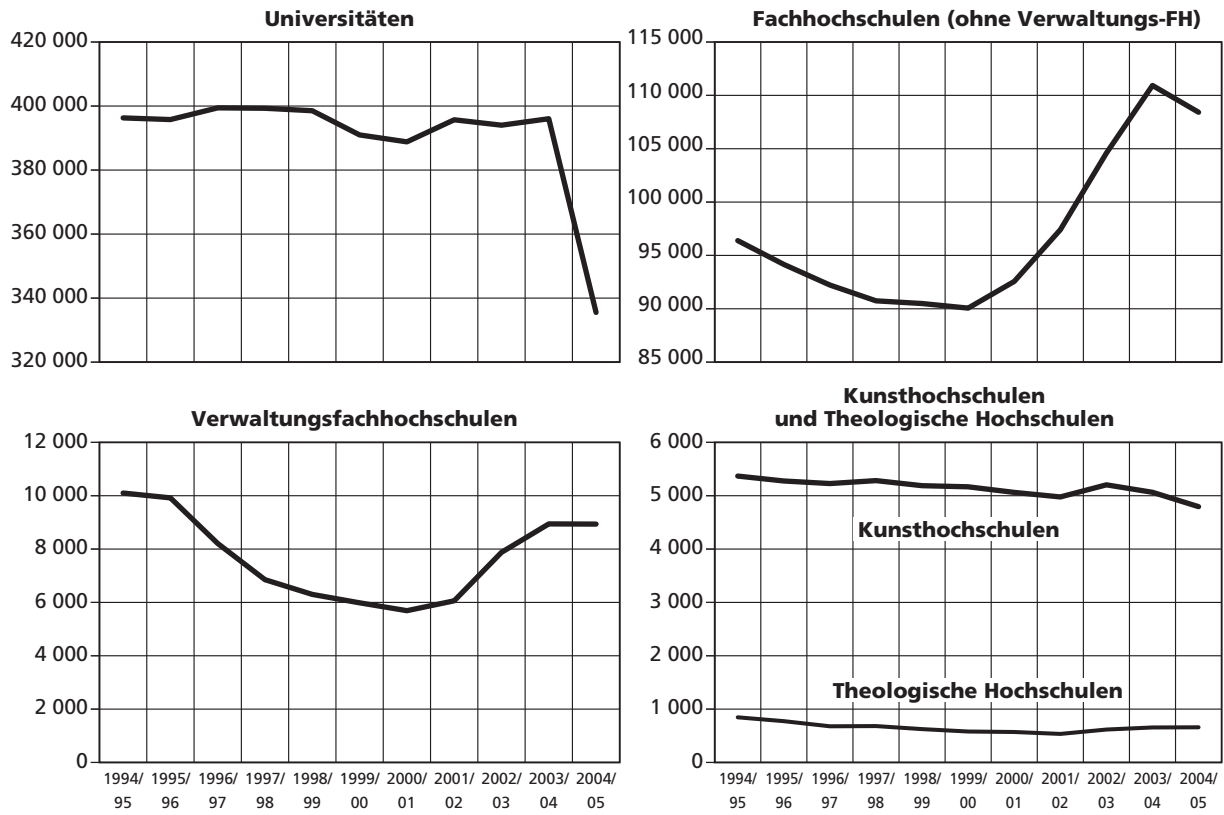 Universitäten
420 000
400 000
380 000
360 000
340 000
320 000
Fachhochschulen (ohne Verwaltungs-FH)
115 000
110 000
105 000
100 000
95 000
90 000
85 000
Verwaltungsfachhochschulen
12 000
10 000
8 000
6 000
4 000
2 000
0
1994/ 1995/ 1996/ 1997/ 1998/ 1999/ 2000/ 2001/ 2002/ 2003/ 2004/
95 96 97 98 99 00 01 02 03 04 05
Kunsthochschulen
und Theologische Hochschulen
6 000
5 000
Kunsthochschulen
4 000
3 000
2 000
Theologische Hochschulen
1 000
0
1994/ 1995/ 1996/ 1997/ 1998/ 1999/ 2000/ 2001/ 2002/ 2003/ 2004/
95 96 97 98 99 00 01 02 03 04 05